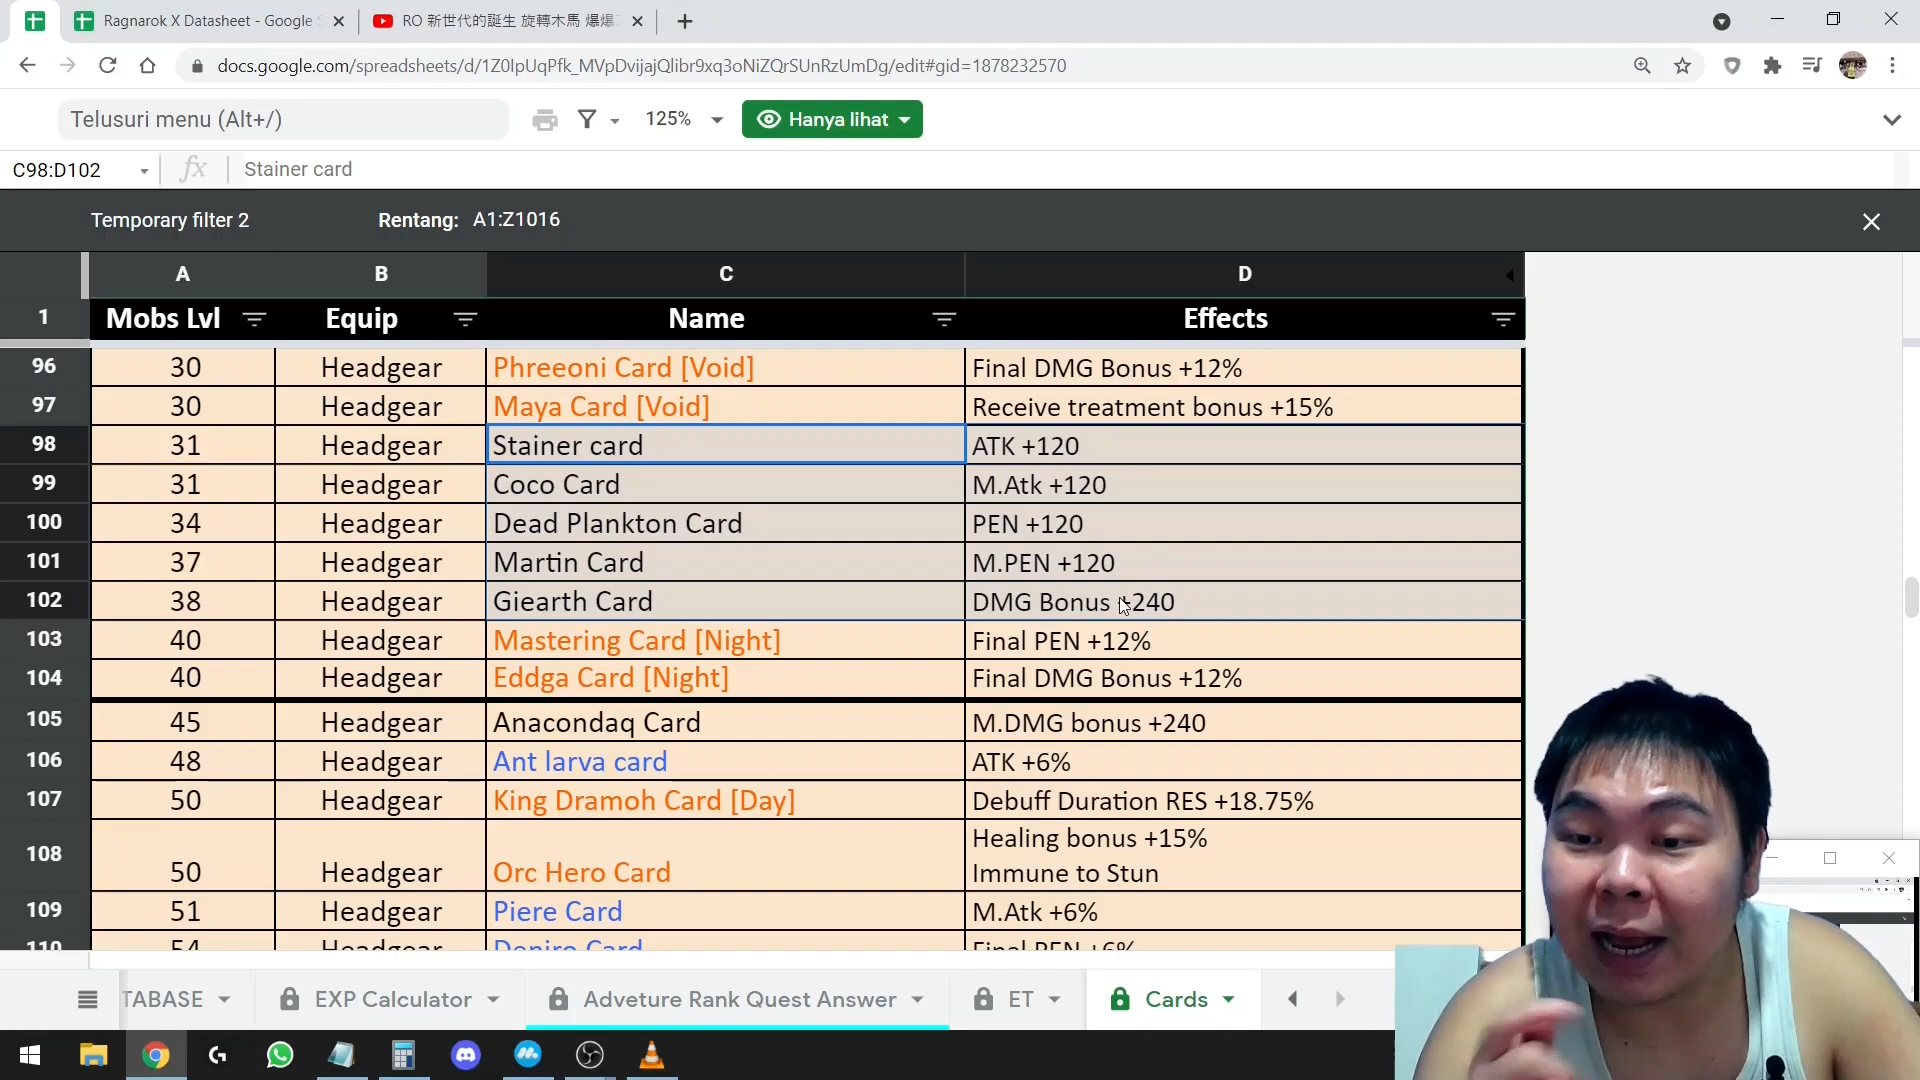 Ragnarok X Datasheet - Google S
RO 新世代的誕生 旋轉木馬 爆爆
docs.google.com/spreadsheets/d/1Z0IpUqPfk_MVpDvijajQlibr9xq3oNiZQrSUnRzUmDg/edit#gid=1878232570
Telusuri menu (Alt+/)
125%
Hanya lihat
C98:D102
fx
Stainer card
Temporary filter 2
Rentang: A1:Z1016
A B C D
1 Mobs Lvl Equip Name Effects
96 30 Headgear Phreeoni Card [Void] Final DMG Bonus +12%
97 30 Headgear Maya Card [Void] Receive treatment bonus +15%
98 31 Headgear Stainer card ATK +120
99 31 Headgear Coco Card M.Atk +120
100 34 Headgear Dead Plankton Card PEN +120
101 37 Headgear Martin Card M.PEN +120
102 38 Headgear Giearth Card DMG Bonus +240
103 40 Headgear Mastering Card [Night] Final PEN +12%
104 40 Headgear Eddga Card [Night] Final DMG Bonus +12%
105 45 Headgear Anacondaq Card M.DMG bonus +240
106 48 Headgear Ant larva card ATK +6%
107 50 Headgear King Dramoh Card [Day] Debuff Duration RES +18.75%
Healing bonus +15%
108 50 Headgear Orc Hero Card Immune to Stun
109 51 Headgear Piere Card M.Atk +6%
110 54 Headgear Deniro Card Final PEN +6%
TABASE EXP Calculator Adveture Rank Quest Answer ET Cards